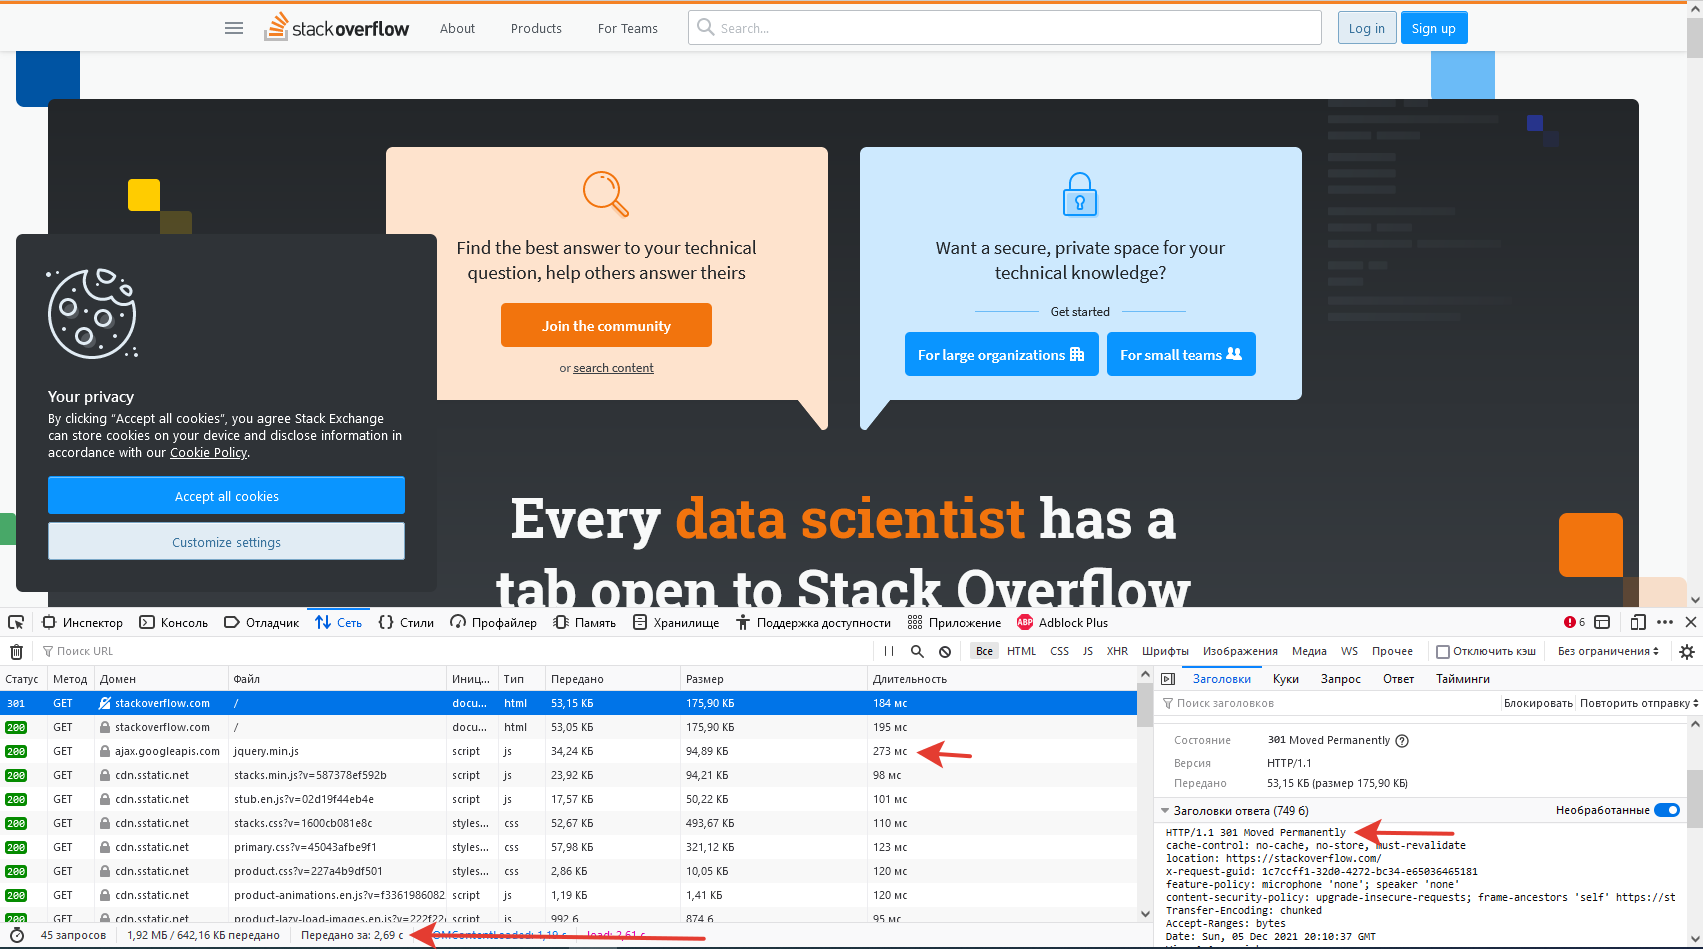 stackoverflow About Products For Teams Search... Log in Sign up
Find the best answer to your technical
question, help others answer theirs
Join the community
or search content
Want a secure, private space for your
technical knowledge?
Get started
For large organizations For small teams
Your privacy
By clicking “Accept all cookies”, you agree Stack Exchange
can store cookies on your device and disclose information in
accordance with our Cookie Policy.
Accept all cookies
Customize settings
Every data scientist has a
tab open to Stack Overflow
Инспектор Консоль Отладчик Сеть Стили Профайлер Память Хранилище Поддержка доступности Приложение ABP Adblock Plus 6
Поиск URL Все HTML CSS JS XHR Шрифты Изображения Медиа WS Прочее Отключить кэш Без ограничения
Статус Метод Домен Файл Иниц... Тип Передано Размер Длительность
301 GET stackoverflow.com / docu... html 53,15 КБ 175,90 КБ 184 мс
200 GET stackoverflow.com / docu... html 53,05 КБ 175,90 КБ 195 мс
200 GET ajax.googleapis.com jquery.min.js script js 34,24 КБ 94,89 КБ 273 мс
200 GET cdn.sstatic.net stacks.min.js?v=587378ef592b script js 23,92 КБ 94,21 КБ 98 мс
200 GET cdn.sstatic.net stub.en.js?v=02d19f44eb4e script js 17,57 КБ 50,22 КБ 101 мс
200 GET cdn.sstatic.net stacks.css?v=1600cb081e8c styles... css 52,67 КБ 493,67 КБ 110 мс
200 GET cdn.sstatic.net primary.css?v=45043afbe9f1 styles... css 57,98 КБ 321,12 КБ 123 мс
200 GET cdn.sstatic.net product.css?v=227a4b9df501 styles... css 2,86 КБ 10,05 КБ 120 мс
200 GET cdn.sstatic.net product-animations.en.js?v=f3361986082 script js 1,19 КБ 1,41 КБ 120 мс
200 GET cdn.sstatic.net product-lazy-load-images.en.js?v=222f22 script js 992 б 874 б 95 мс
45 запросов 1,92 МБ / 642,16 КБ передано Передано за: 2,69 с DOMContentLoaded: 1,19 с load: 2,61 с
Заголовки Куки Запрос Ответ Тайминги
Поиск заголовков Блокировать Повторить отправку
Состояние 301 Moved Permanently ?
Версия HTTP/1.1
Передано 53,15 КБ (размер 175,90 КБ)
Заголовки ответа (749 б) Необработанные
HTTP/1.1 301 Moved Permanently
cache-control: no-cache, no-store, must-revalidate
location: https://stackoverflow.com/
x-request-guid: 1c7ccff1-32d0-4272-bc34-e65036465181
feature-policy: microphone 'none'; speaker 'none'
content-security-policy: upgrade-insecure-requests; frame-ancestors 'self' https://st
Transfer-Encoding: chunked
Accept-Ranges: bytes
Date: Sun, 05 Dec 2021 20:10:37 GMT